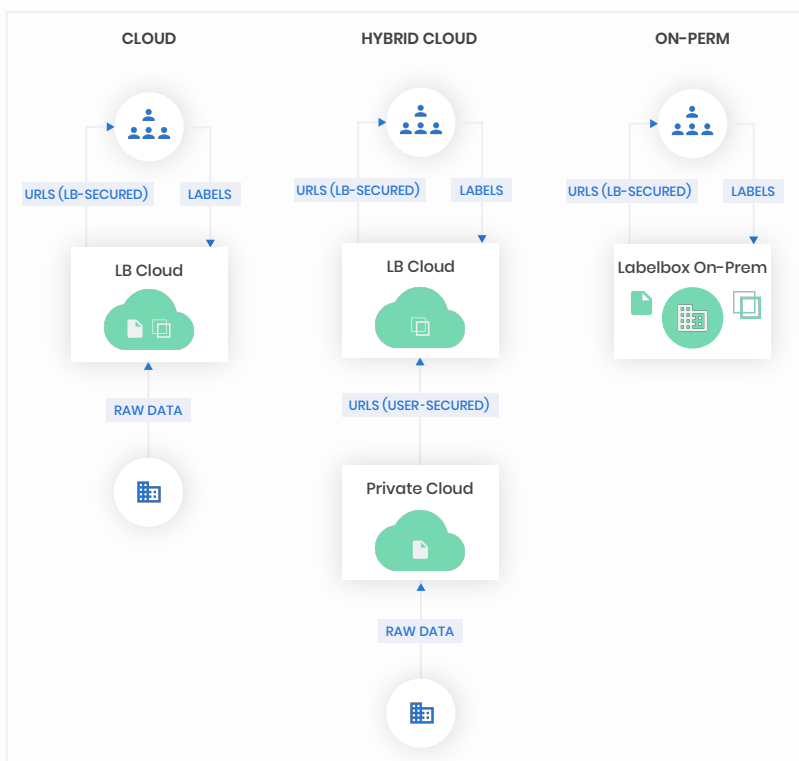 CLOUD
URLS (LB-SECURED)
LABELS
LB Cloud
RAW DATA
HYBRID CLOUD
URLS (LB-SECURED)
LABELS
LB Cloud
URLS (USER-SECURED)
Private Cloud
RAW DATA
ON-PERM
URLS (LB-SECURED)
LABELS
Labelbox On-Prem